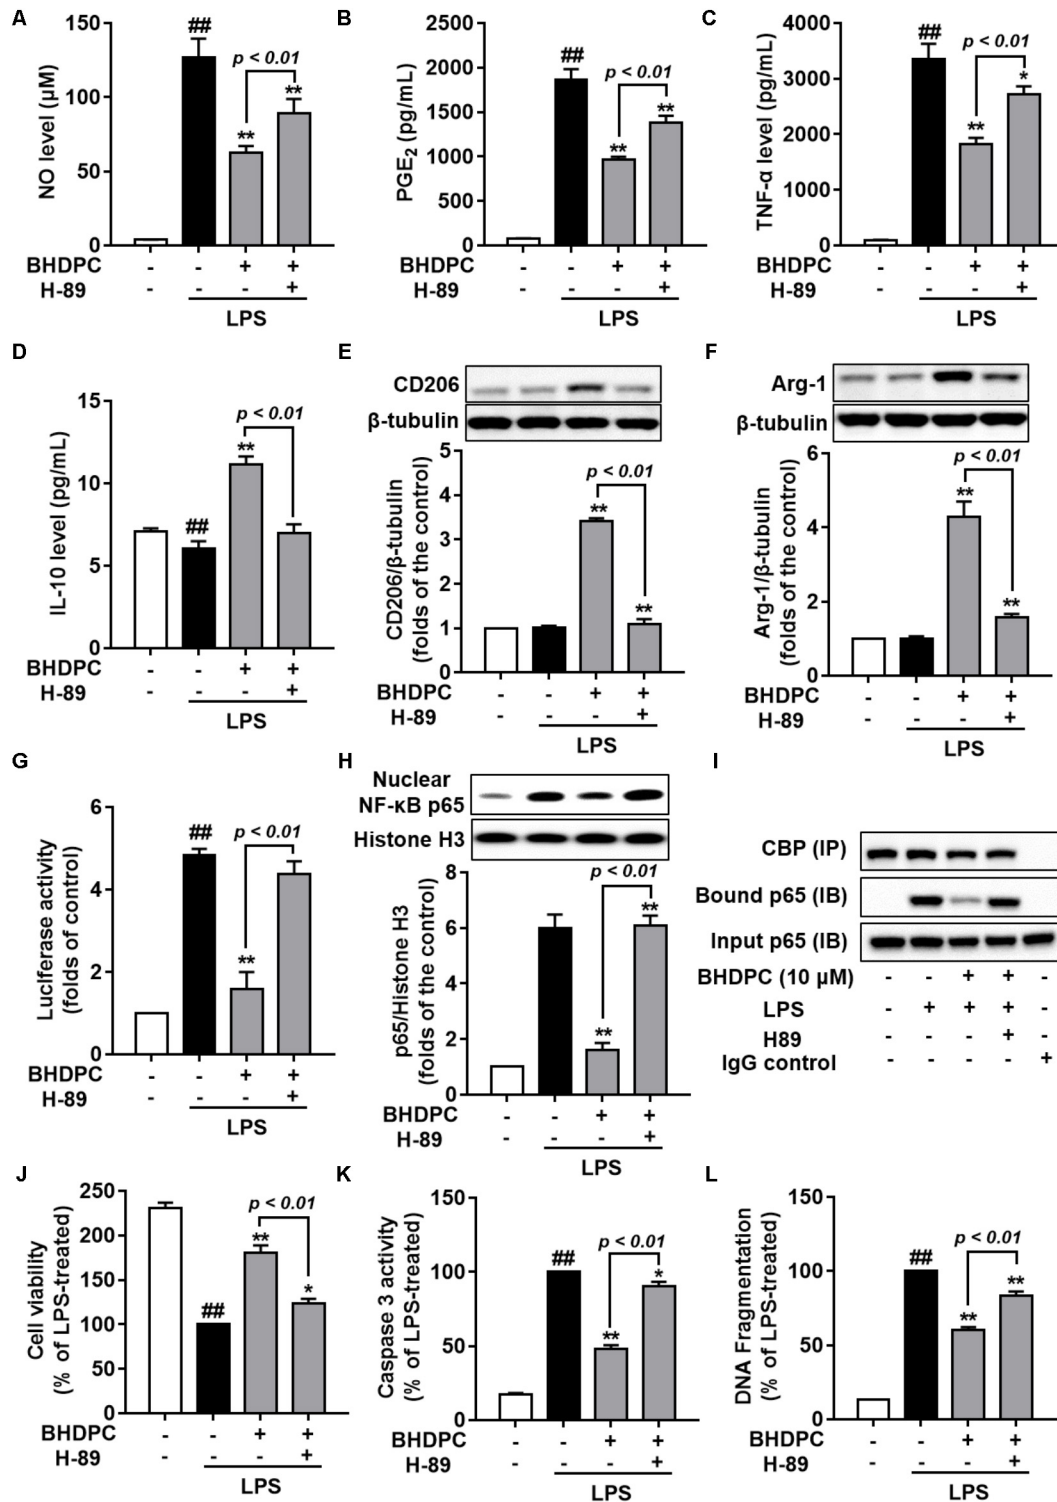 A
NO level (µM)
150
100
50
0
##
**
p < 0.01
**
BHDPC - - + +
H-89 - - - +
LPS
B
PGE2 (pg/mL)
2500
2000
1500
1000
500
0
##
**
p < 0.01
**
BHDPC - - + +
H-89 - - - +
LPS
C
TNF-α level (pg/mL)
4000
3000
2000
1000
0
##
**
p < 0.01
*
BHDPC - - + +
H-89 - - - +
LPS
D
IL-10 level (pg/mL)
15
10
5
0
##
**
p < 0.01
BHDPC - - + +
H-89 - - - +
LPS
E
CD206
β-tubulin
CD206/β-tubulin
(folds of the control)
5
4
3
2
1
0
**
p < 0.01
**
BHDPC - - + +
H-89 - - - +
LPS
F
Arg-1
β-tubulin
Arg-1/β-tubulin
(folds of the control)
6
4
2
0
**
p < 0.01
**
BHDPC - - + +
H-89 - - - +
LPS
G
Luciferase activity
(folds of control)
6
4
2
0
##
**
p < 0.01
BHDPC - - + +
H-89 - - - +
LPS
H
Nuclear
NF-κB p65
Histone H3
p65/Histone H3
(folds of the control)
8
6
4
2
0
**
p < 0.01
**
BHDPC - - + +
H-89 - - - +
LPS
I
CBP (IP)
Bound p65 (IB)
Input p65 (IB)
BHDPC (10 µM) - - + + -
LPS - + + + -
H89 - - - + -
IgG control - - - - +
J
Cell viability
(% of LPS-treated)
250
200
150
100
50
0
##
**
p < 0.01
*
BHDPC - - + +
H-89 - - - +
LPS
K
Caspase 3 activity
(% of LPS-treated)
150
100
50
0
##
**
p < 0.01
*
BHDPC - - + +
H-89 - - - +
LPS
L
DNA Fragmentation
(% of LPS-treated)
150
100
50
0
##
**
p < 0.01
**
BHDPC - - + +
H-89 - - - +
LPS